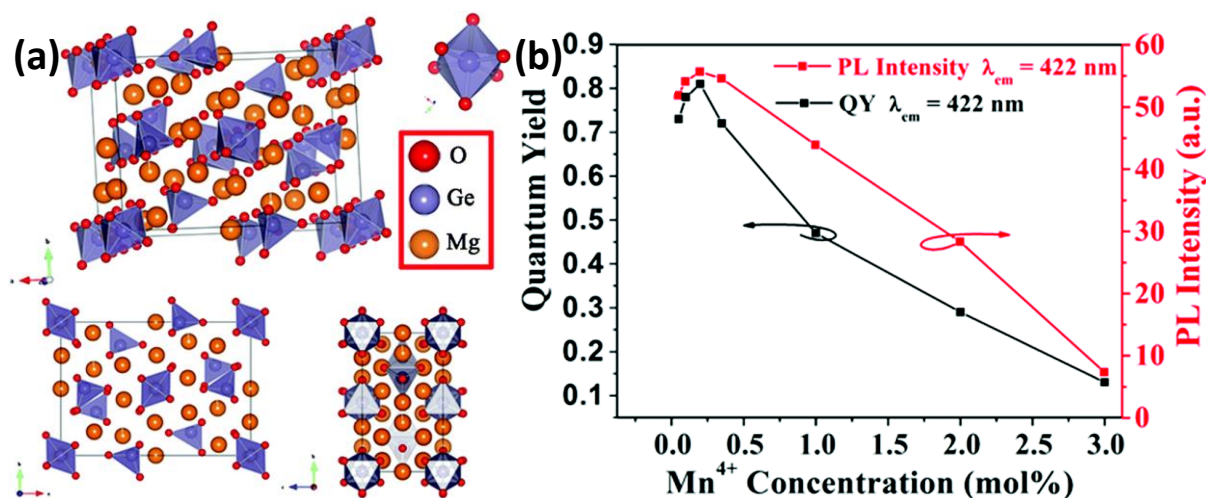 (a)
O
Ge
Mg
(b)
PL Intensity λem = 422 nm
QY λem = 422 nm
Quantum Yield
0.9
0.8
0.7
0.6
0.5
0.4
0.3
0.2
0.1
PL Intensity (a.u.)
60
50
40
30
20
10
0
0.0 0.5 1.0 1.5 2.0 2.5 3.0
Mn4+ Concentration (mol%)